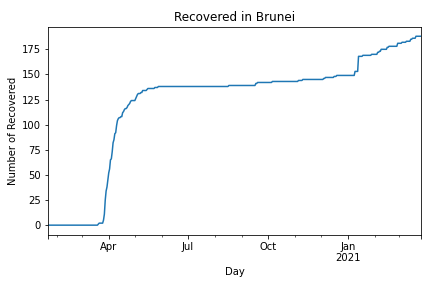 Recovered in Brunei
Number of Recovered
175
150
125
100
75
50
25
0
Apr
Jul
Oct
Jan
2021
Day